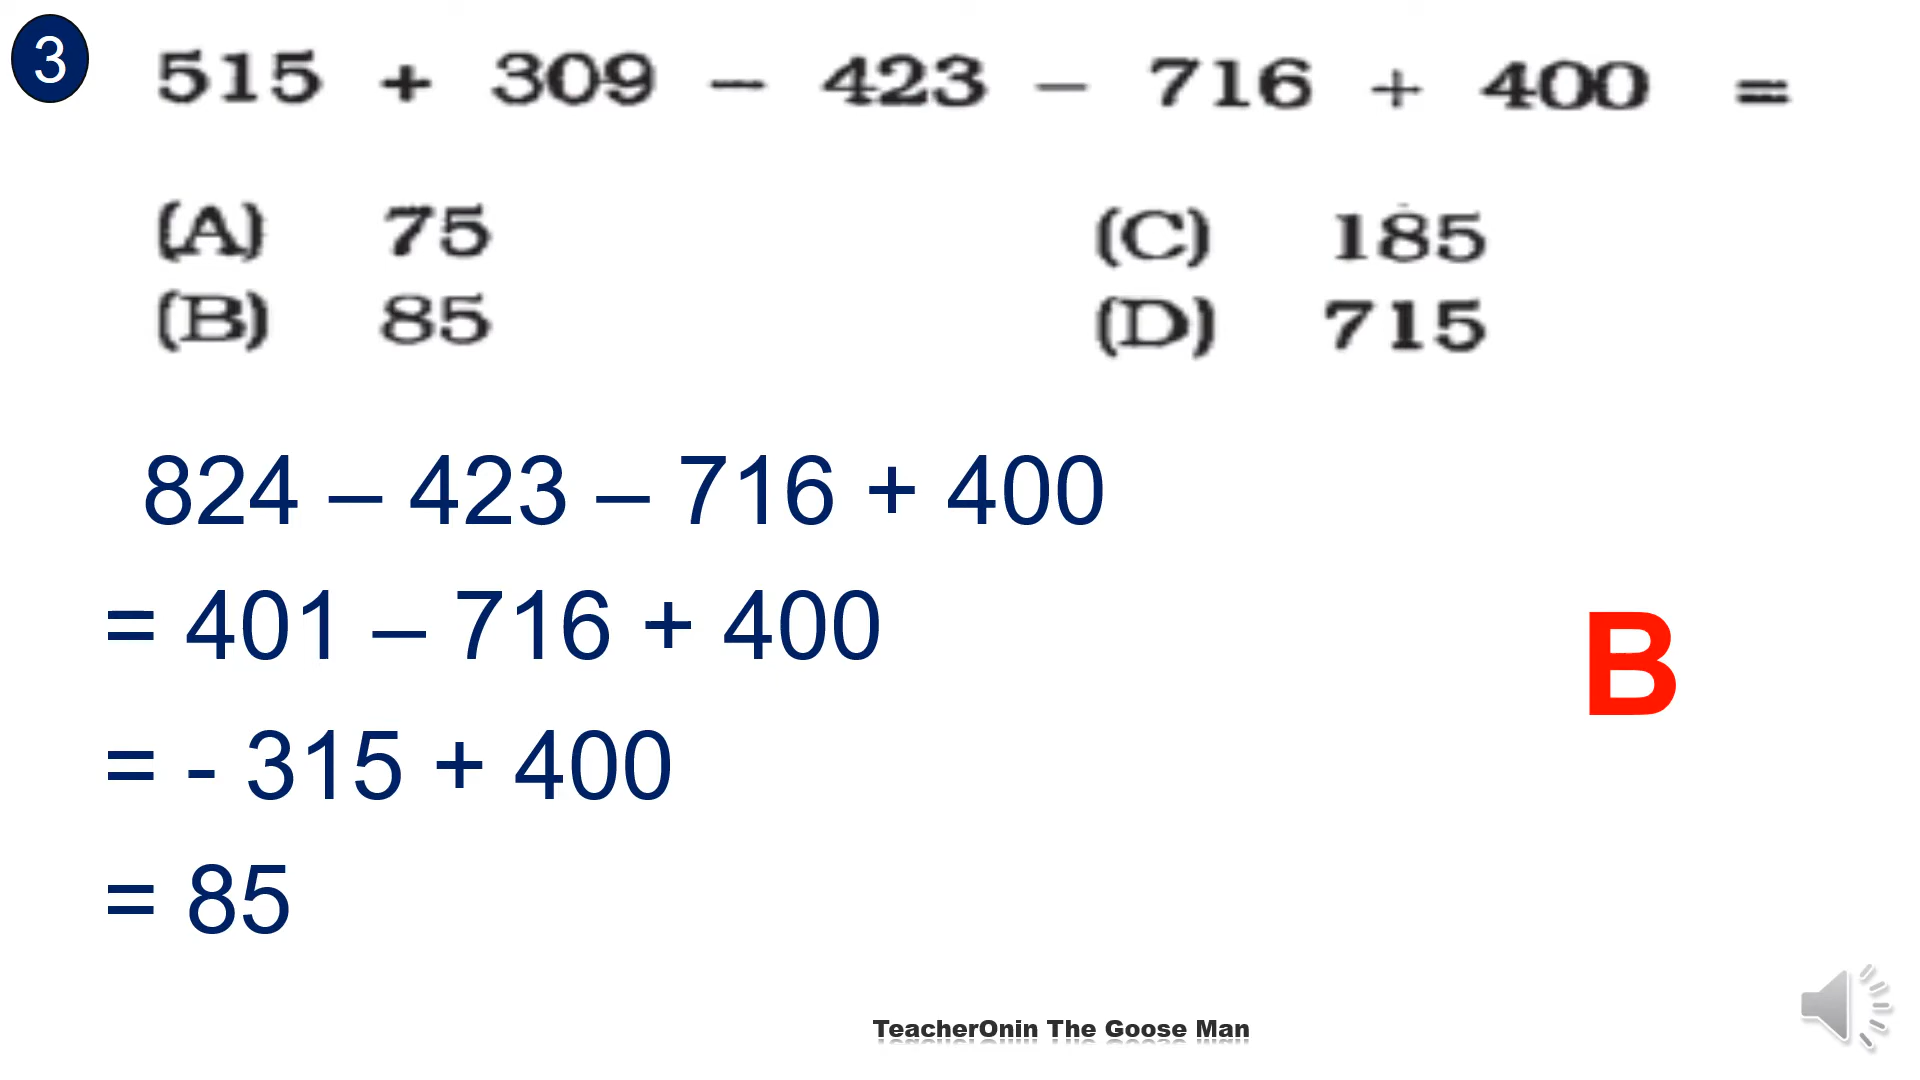 3 515 + 309 – 423 – 716 + 400 =
(A) 75 (C) 185
(B) 85 (D) 715
824 – 423 – 716 + 400
= 401 – 716 + 400
B
= - 315 + 400
= 85
TeacherOnin The Goose Man